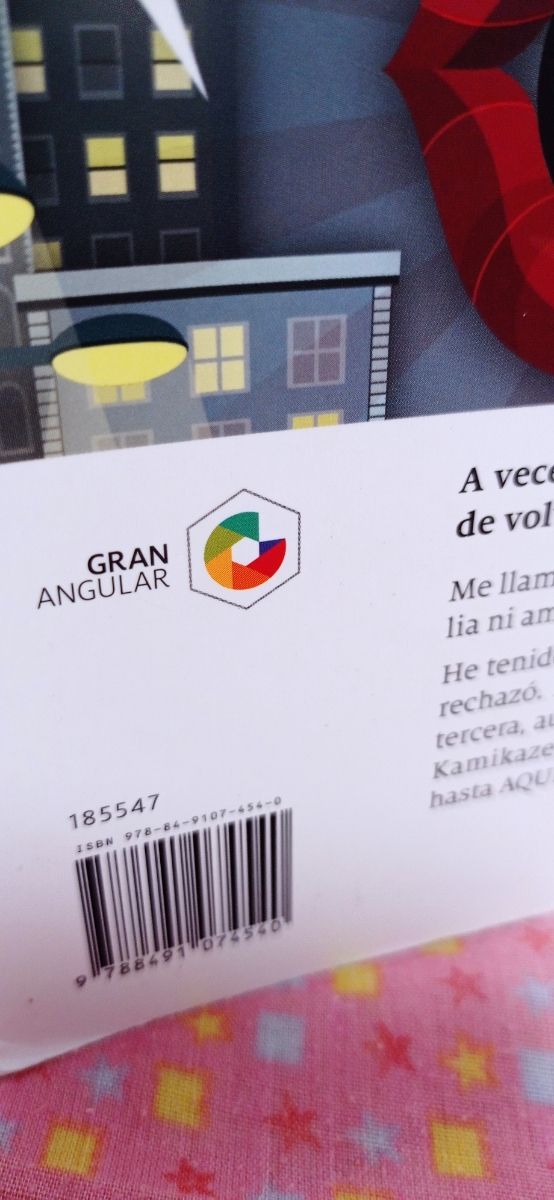 GRAN
ANGULAR
A vece
de vol
Me llam
lia ni am
He tenid
rechazó.
tercera, au
Kamikaze
hasta AQU
185547
ISBN 978-84-9107-454-0
9 788491 074540